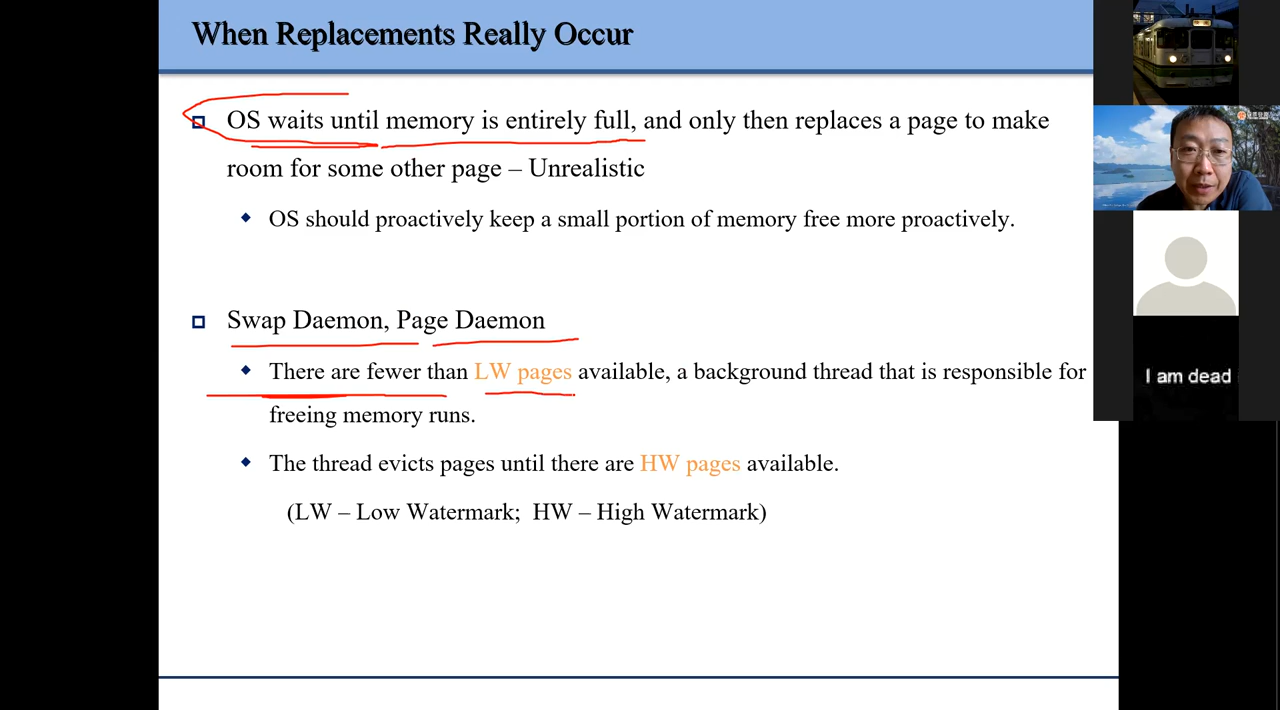 When Replacements Really Occur
OS waits until memory is entirely full, and only then replaces a page to make
room for some other page – Unrealistic
OS should proactively keep a small portion of memory free more proactively.
Swap Daemon, Page Daemon
There are fewer than LW pages available, a background thread that is responsible for
freeing memory runs.
The thread evicts pages until there are HW pages available.
(LW – Low Watermark; HW – High Watermark)
I am dead